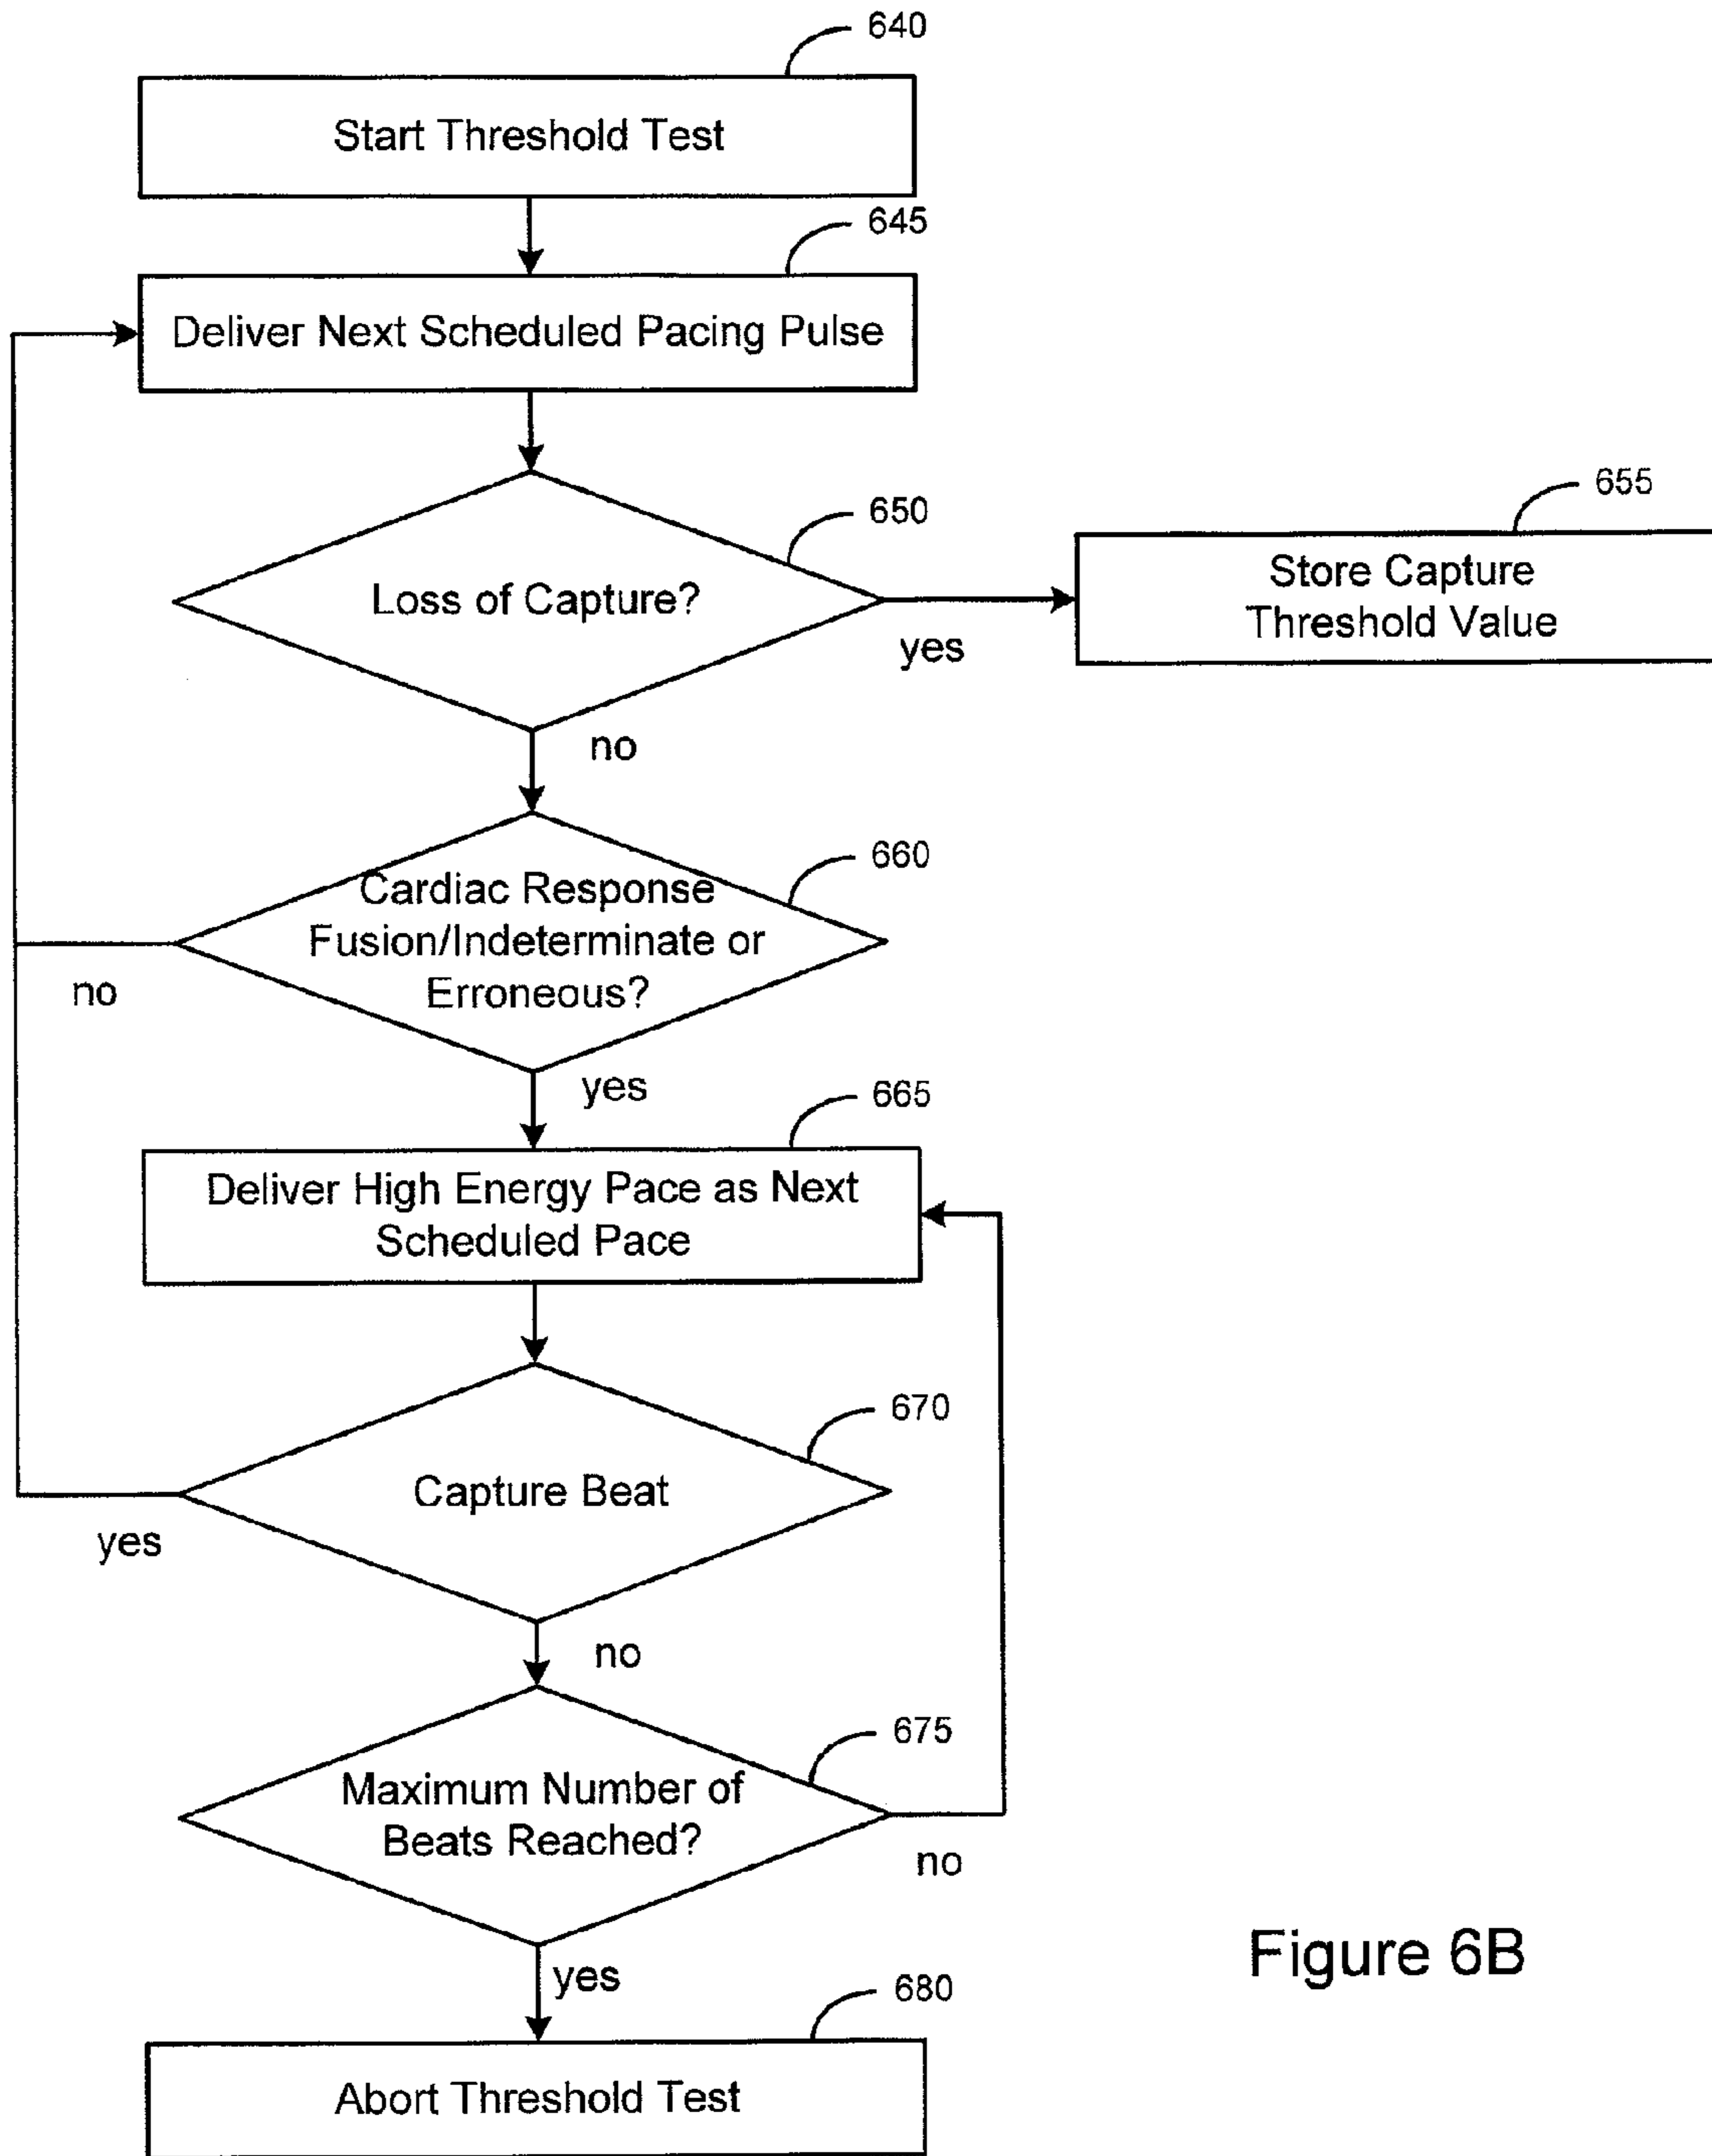 640
Start Threshold Test
645
Deliver Next Scheduled Pacing Pulse
650
Loss of Capture?
yes
655
Store Capture
Threshold Value
no
660
Cardiac Response
Fusion/Indeterminate or
Erroneous?
no
yes
665
Deliver High Energy Pace as Next
Scheduled Pace
670
Capture Beat
yes
no
675
Maximum Number of
Beats Reached?
no
yes
680
Abort Threshold Test
Figure 6B